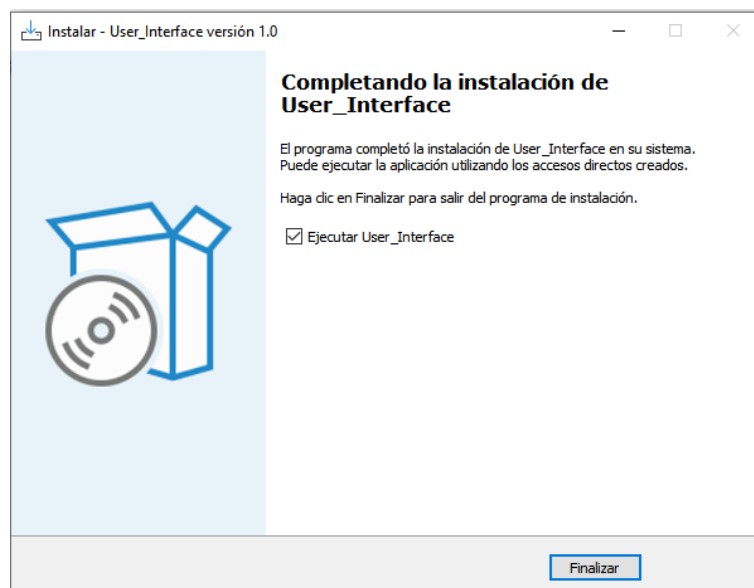 Instalar - User_Interface versión 1.0
Completando la instalación de
User_Interface
El programa completó la instalación de User_Interface en su sistema.
Puede ejecutar la aplicación utilizando los accesos directos creados.
Haga clic en Finalizar para salir del programa de instalación.
Ejecutar User_Interface
Finalizar